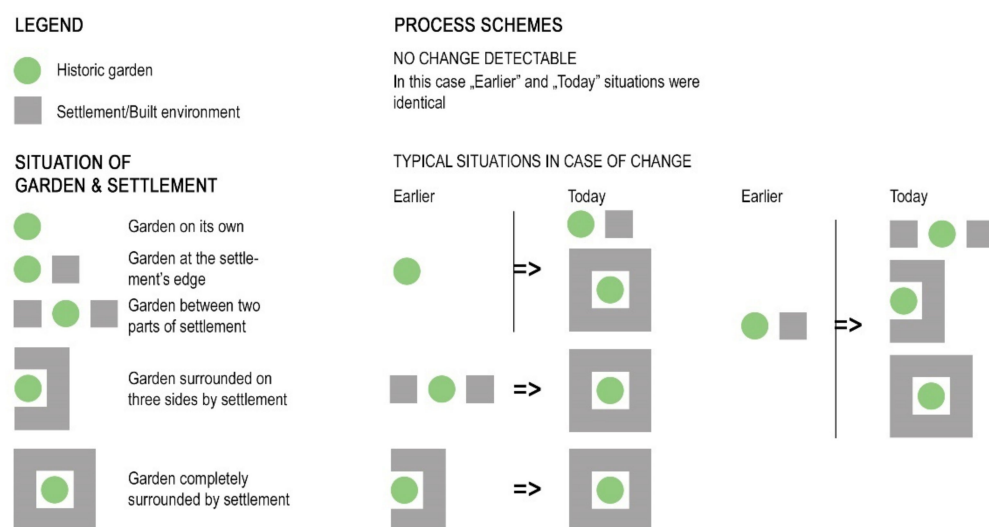 LEGEND
Historic garden
Settlement/Built environment
SITUATION OF
GARDEN & SETTLEMENT
Garden on its own
Garden at the settle-
ment's edge
Garden between two
parts of settlement
Garden surrounded on
three sides by settlement
Garden completely
surrounded by settlement
PROCESS SCHEMES
NO CHANGE DETECTABLE
In this case „Earlier” and „Today” situations were
identical
TYPICAL SITUATIONS IN CASE OF CHANGE
Earlier
Today
=>
=>
=>
Earlier
Today
=>